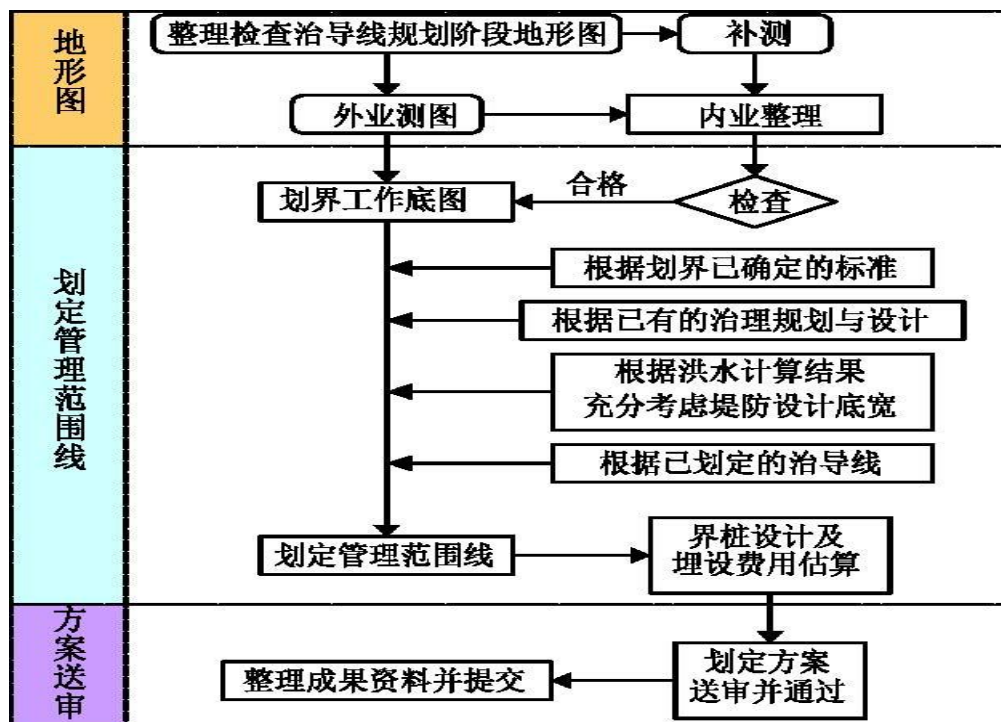 地形图
整理检查治导线规划阶段地形图
补测
外业测图
内业整理
划定管理范围线
划界工作底图
合格
检查
根据划界已确定的标准
根据已有的治理规划与设计
根据洪水计算结果
充分考虑堤防设计底宽
根据已划定的治导线
划定管理范围线
界桩设计及
埋设费用估算
方案送审
整理成果资料并提交
划定方案
送审并通过